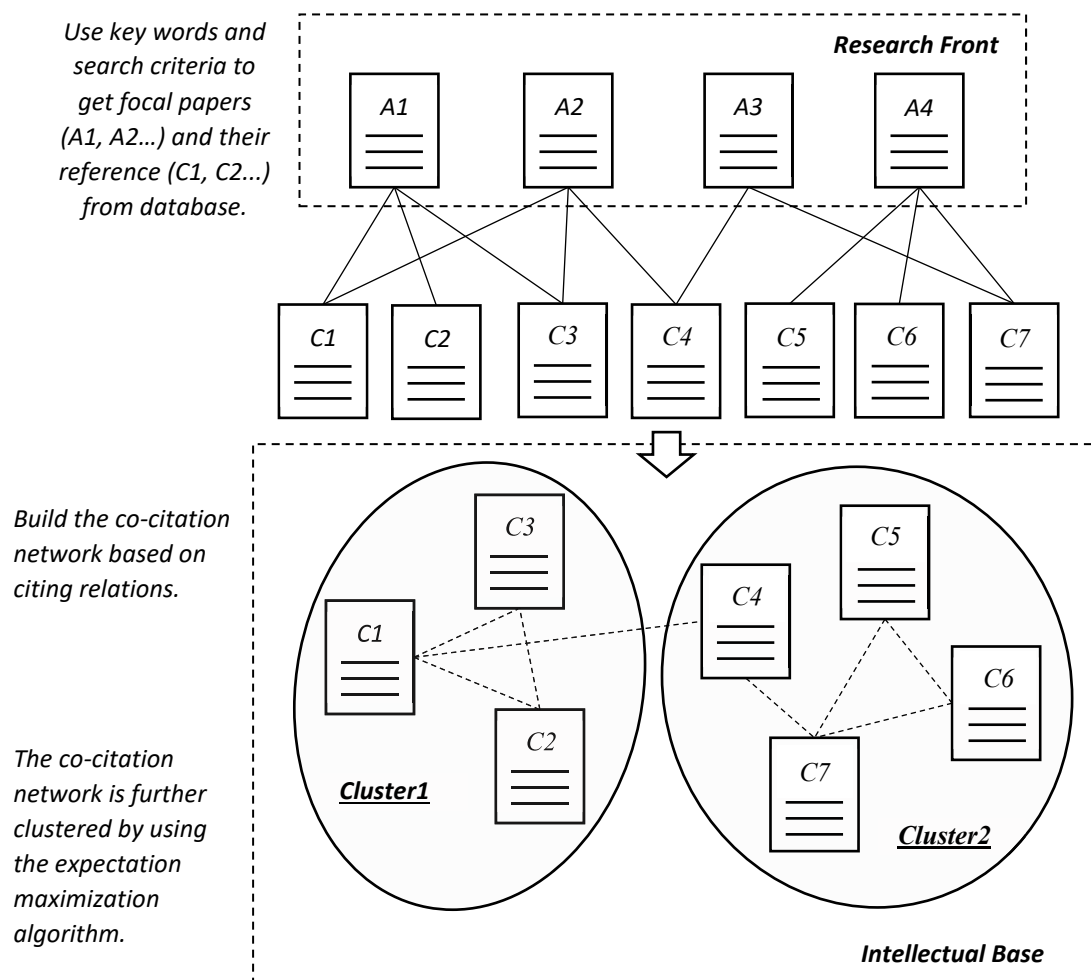 Use key words and
search criteria to
get focal papers
(A1, A2…) and their
reference (C1, C2...)
from database.
Research Front
A1
A2
A3
A4
C1
C2
C3
C4
C5
C6
C7
Build the co-citation
network based on
citing relations.
C3
C5
C4
C1
C6
C2
C7
The co-citation
network is further
clustered by using
the expectation
maximization
algorithm.
Cluster1
Cluster2
Intellectual Base